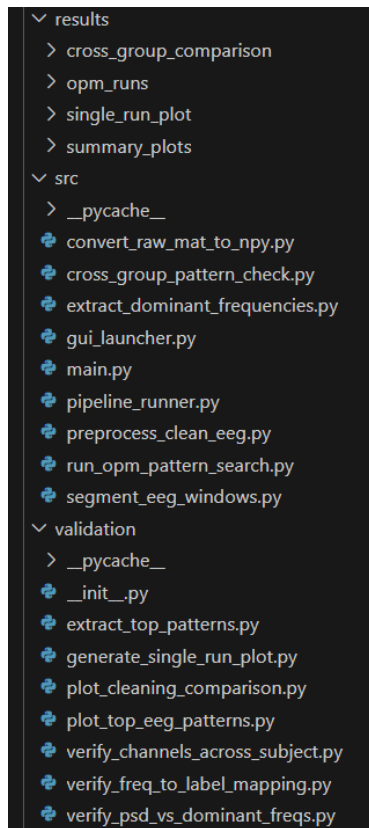 results
cross_group_comparison
opm_runs
single_run_plot
summary_plots
src
__pycache__
convert_raw_mat_to_npy.py
cross_group_pattern_check.py
extract_dominant_frequencies.py
gui_launcher.py
main.py
pipeline_runner.py
preprocess_clean_eeg.py
run_opm_pattern_search.py
segment_eeg_windows.py
validation
__pycache__
__init__.py
extract_top_patterns.py
generate_single_run_plot.py
plot_cleaning_comparison.py
plot_top_eeg_patterns.py
verify_channels_across_subject.py
verify_freq_to_label_mapping.py
verify_psd_vs_dominant_freqs.py